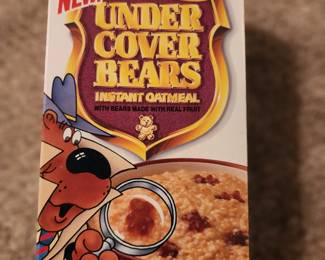 NEW!
UNDER
COVER
BEARS
INSTANT OATMEAL
WITH BEARS MADE WITH REAL FRUIT